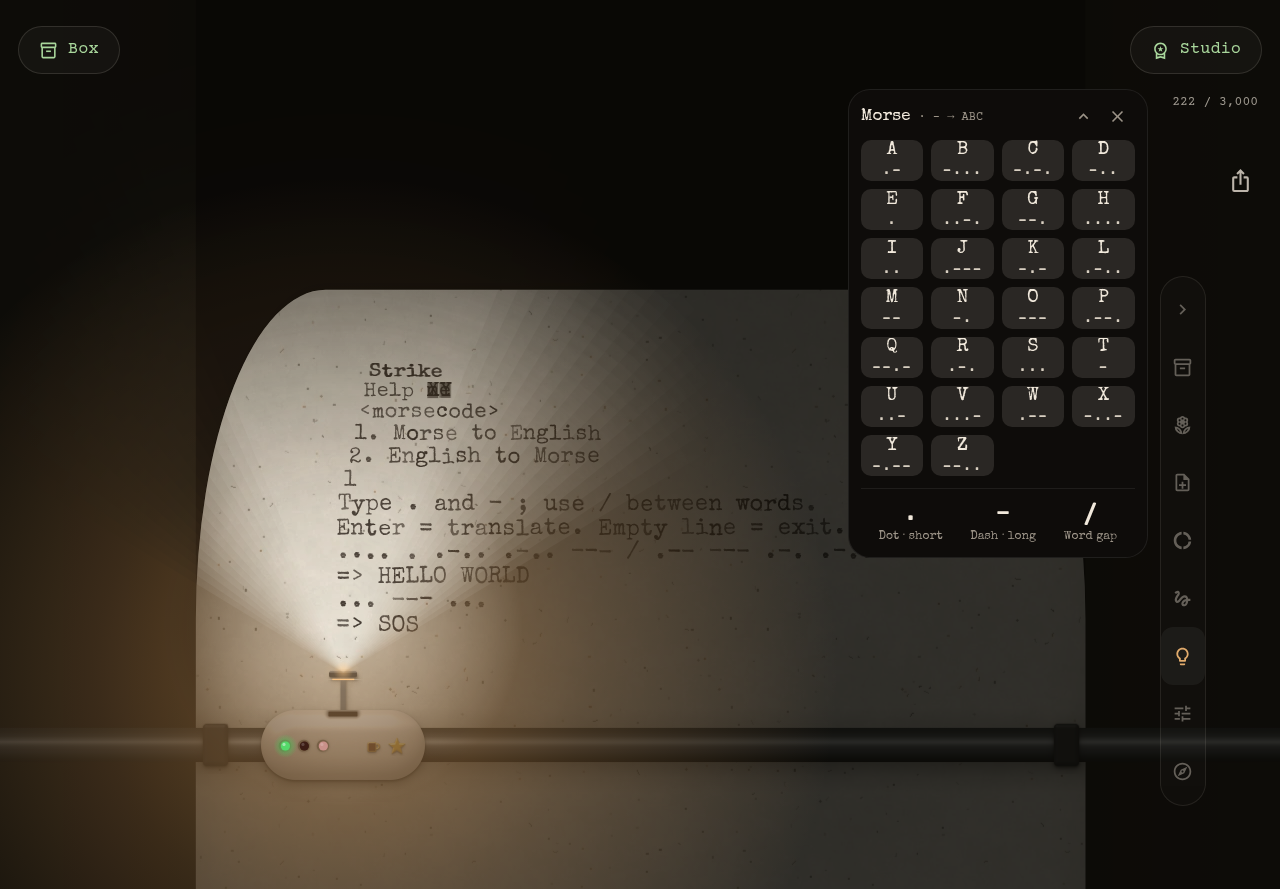 Box
Studio
222 / 3,000
Morse · - → ABC
A B C D
.- -... -.-. -..
E F G H
. ..-. --. ....
I J K L
.. .--- -.- .-..
M N O P
-- -. --- .--.
Q R S T
--.- .-. ... -
U V W X
..- ...- .-- -..-
Y Z
-.-- --..
. - /
Dot·short Dash·long Word gap
Strike
Help
<morsecode>
1. Morse to English
2. English to Morse
1
Type . and - ; use / between words.
Enter = translate. Empty line = exit.
.... . .-.. .-.. --- / .-- --- .-. .-.
=> HELLO WORLD
... --- ...
=> SOS